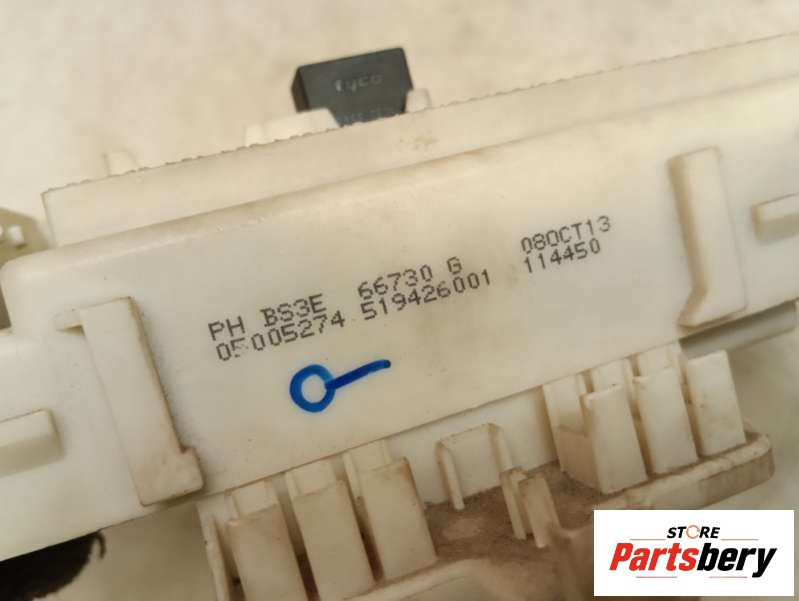 tyco
PH BS3E 66730 G 08OCT13
05005274 519426001 114450
STORE
Partsbery